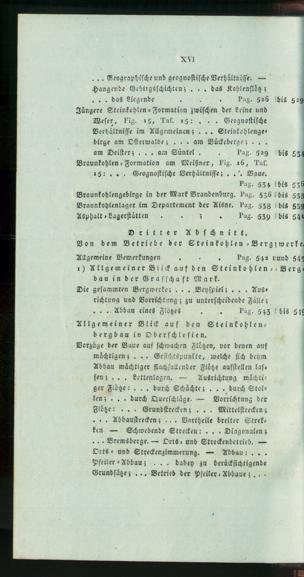 XVI
... Geographische und geognostische Verhältnisse. —
Hangende Gebirgsschichten; ... das Kohlenflötz;
... das Liegende . . . Pag. 526 bis 529
Jüngere Steinkohlen-Formation zwischen der Leine und
Weser, Fig. 15, Taf. 15: ... Geognostische
Verhältnisse im Allgemeinen; ... Steinkohlenge-
birge am Osterwalde; ... am Bückeberge; ...
am Deister; ... am Süntel . Pag. 529 bis
Braunkohlen-Formation am Meißner, Fig. 16, Taf.
15: ... Geognostische Verhältnisse; ... Baue.
Pag. 534 bis 536
Braunkohlengebirge in der Mark Brandenburg. 536 bis
Braunkohlenlager im Departement der Aisne. 538 bis 539
Asphalt-Lagerstätten . . . Pag. 539 bis
Dritter Abschnitt.
Von dem Betriebe der Steinkohlen-Bergwerke
Allgemeine Bemerkungen . . . Pag. 542 und
1) Allgemeiner Blick auf den Steinkohlen-Berg-
bau in der Grafschaft Mark.
Die gesammten Bergwerke; ... Beyspiel; ... Aus-
richtung und Vorrichtung; zu unterscheidende Fälle;
... Abbau eines Flötzes . Pag. 543 bis
Allgemeiner Blick auf den Steinkohlen-
bergbau in Oberschlesien.
Vorzüge der Baue auf schwachen Flötzen, vor denen auf
mächtigen; ... Gesichtspunkte, welche sich beym
Abbau mächtiger flachfallender Flötze aufstellen las-
sen; ... Lettenlagen. — Ausrichtung mächti-
ger Flötze: ... durch Schächte; ... durch Stol-
len; ... durch Querschläge. — Vorrichtung der
Flötze: ... Grundstrecken; ... Mittelstrecken;
... Abbaustrecken; ... Vortheile breiter Strek-
ken — Schwebende Strecken: ... Diagonalen;
... Bremsberge. — Orts- und Streckenbetrieb. —
Orts- und Streckenzimmerung. — Abbau: ...
Pfeiler-Abbau; ... dabey zu berücksichtigende
Grundsätze; ... Betrieb der Pfeiler-Abbaue; ...